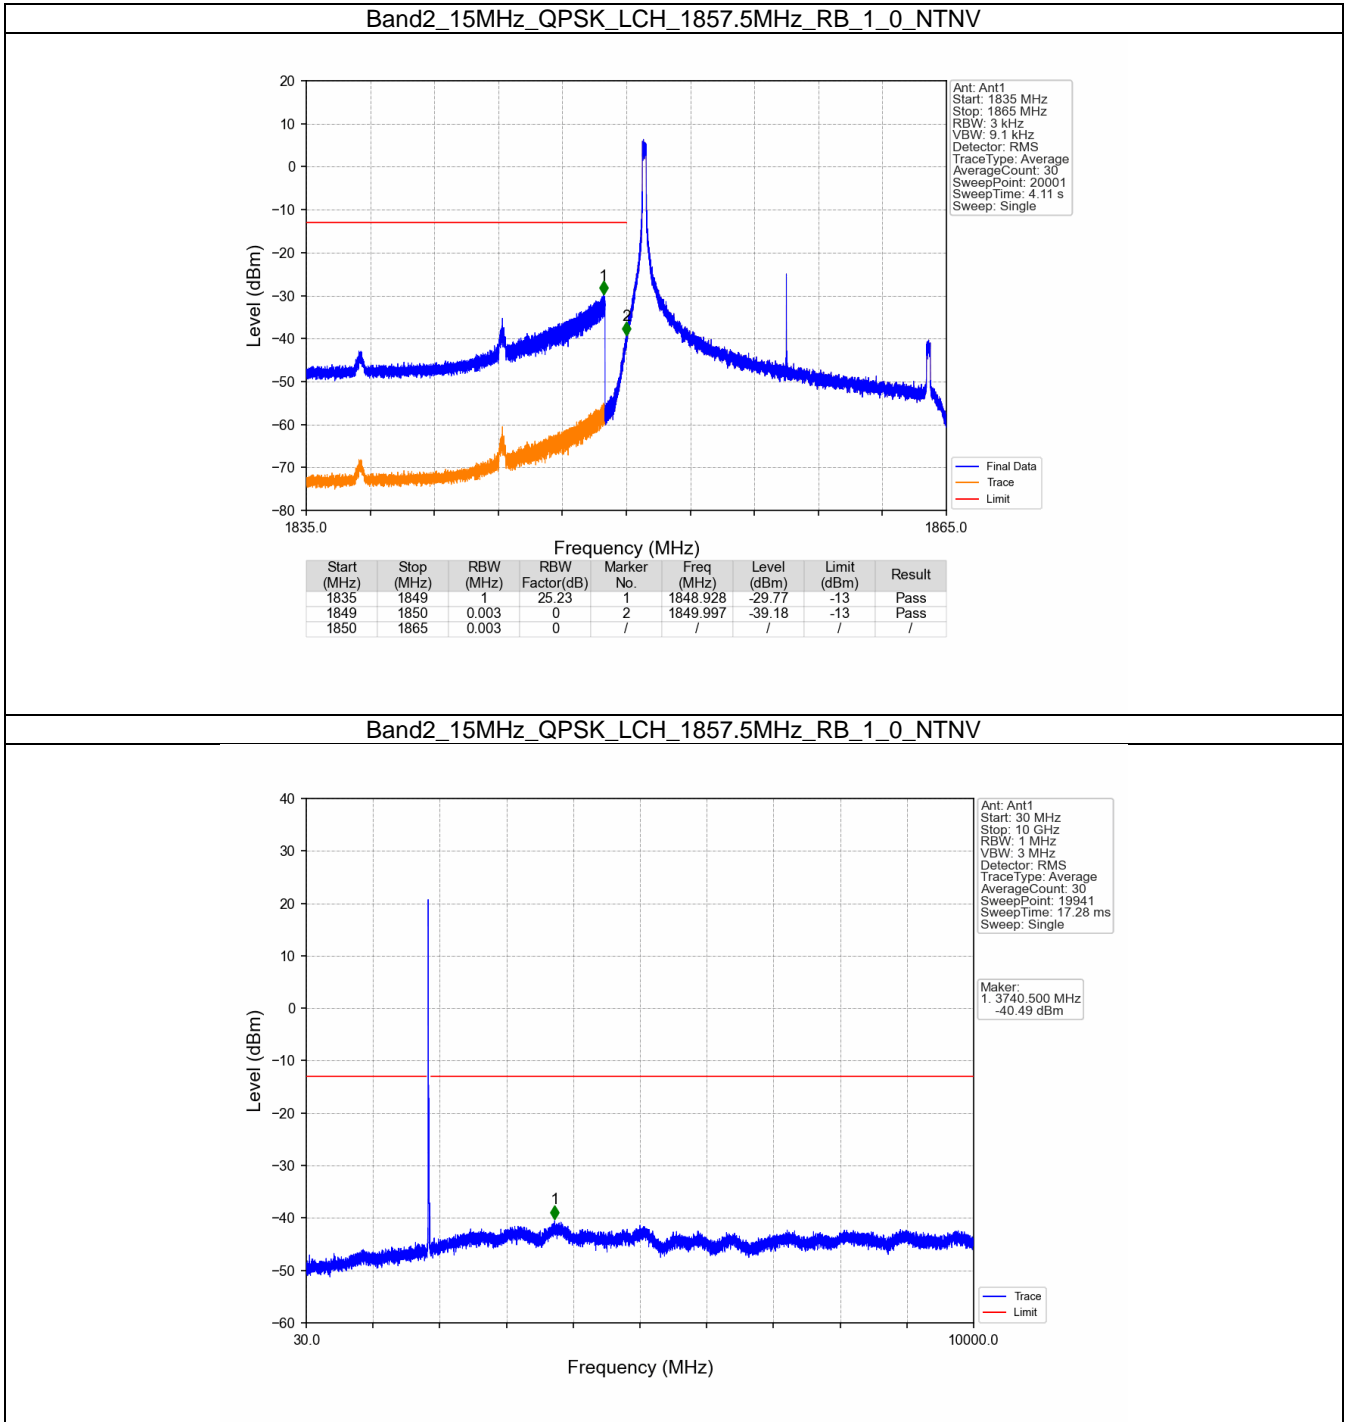 Band2_15MHz_QPSK_LCH_1857.5MHz_RB_1_0_NTNV
20
10
0
−10
−20
−30
−40
−50
−60
−70
−80
Level (dBm)
1
2
1835.0
1865.0
Frequency (MHz)
Ant: Ant1
Start: 1835 MHz
Stop: 1865 MHz
RBW: 3 kHz
VBW: 9.1 kHz
Detector: RMS
TraceType: Average
AverageCount: 30
SweepPoint: 20001
SweepTime: 4.11 s
Sweep: Single
Final Data
Trace
Limit
Start (MHz) Stop (MHz) RBW (MHz) RBW Factor(dB) Marker No. Freq (MHz) Level (dBm) Limit (dBm) Result
1835 1849 1 25.23 1 1848.928 -29.77 -13 Pass
1849 1850 0.003 0 2 1849.997 -39.18 -13 Pass
1850 1865 0.003 0 / / / / /
Band2_15MHz_QPSK_LCH_1857.5MHz_RB_1_0_NTNV
40
30
20
10
0
−10
−20
−30
−40
−50
−60
Level (dBm)
1
30.0
10000.0
Frequency (MHz)
Ant: Ant1
Start: 30 MHz
Stop: 10 GHz
RBW: 1 MHz
VBW: 3 MHz
Detector: RMS
TraceType: Average
AverageCount: 30
SweepPoint: 19941
SweepTime: 17.28 ms
Sweep: Single
Maker:
1. 3740.500 MHz
-40.49 dBm
Trace
Limit